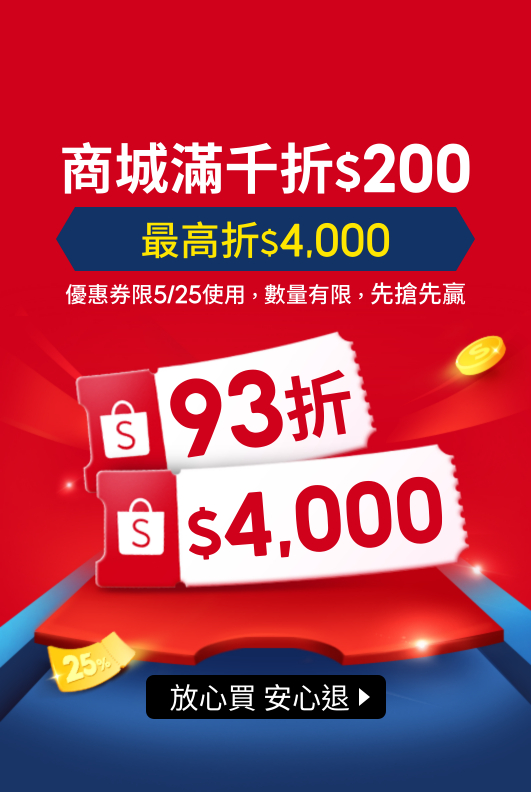 商城滿千折$200
最高折$4,000
優惠券限5/25使用，數量有限，先搶先贏
S
93折
S
S
$4,000
25%
放心買 安心退